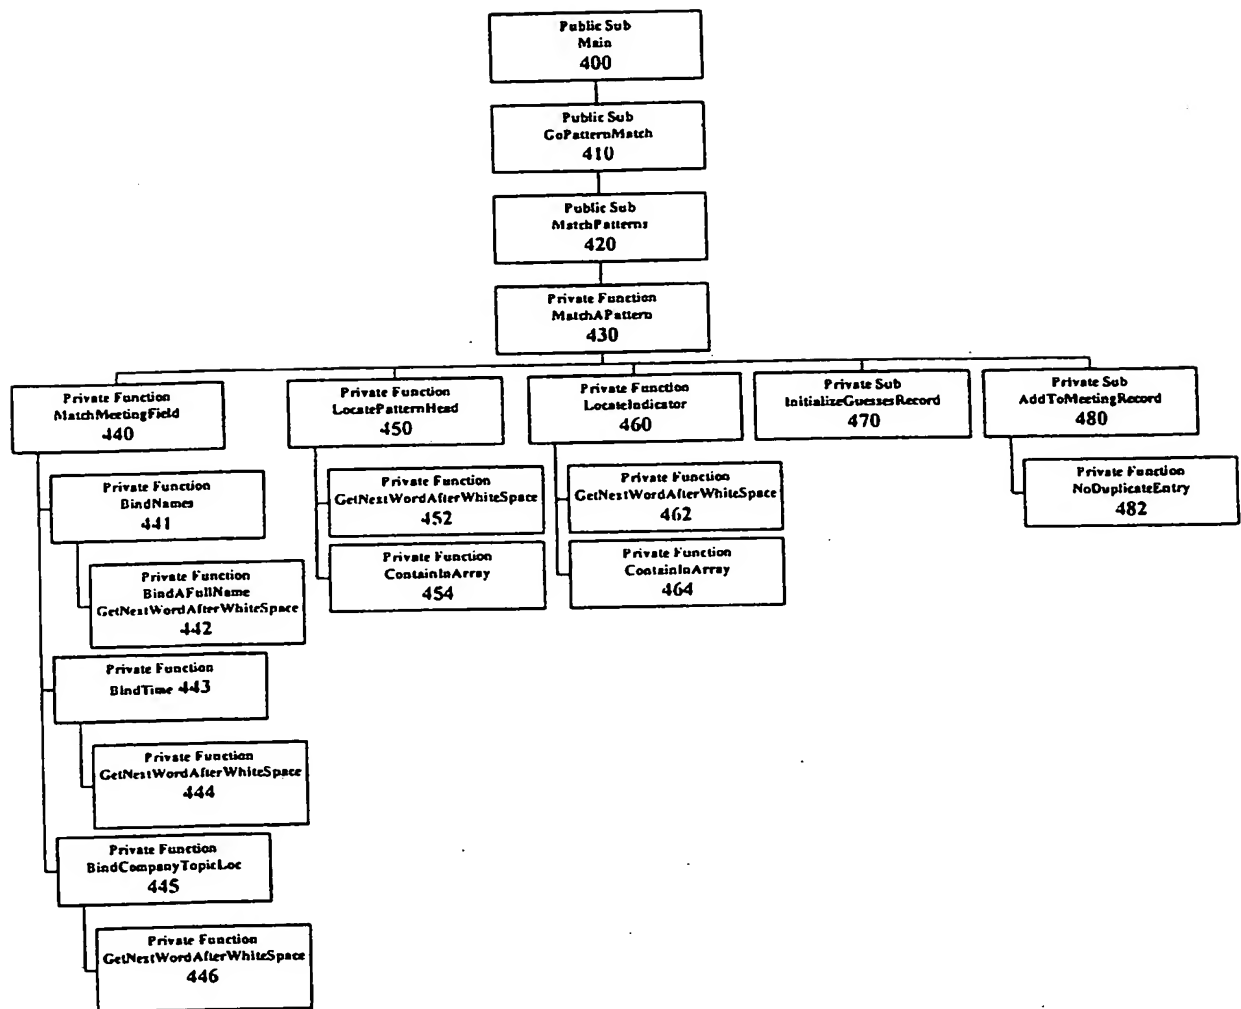 Public Sub
Main
400
Public Sub
GoPatternMatch
410
Public Sub
MatchPatterns
420
Private Function
MatchAPattern
430
Private Function
MatchMeetingField
440
Private Function
LocatePatternHead
450
Private Function
LocateIndicator
460
Private Sub
InitializeGuessesRecord
470
Private Sub
AddToMeetingRecord
480
Private Function
BindNames
441
Private Function
GetNextWordAfterWhiteSpace
452
Private Function
GetNextWordAfterWhiteSpace
462
Private Function
NoDuplicateEntry
482
Private Function
ContainInArray
454
Private Function
ContainInArray
464
Private Function
BindAFullName
GetNextWordAfterWhiteSpace
442
Private Function
BindTime 443
Private Function
GetNextWordAfterWhiteSpace
444
Private Function
BindCompanyTopicLoc
445
Private Function
GetNextWordAfterWhiteSpace
446